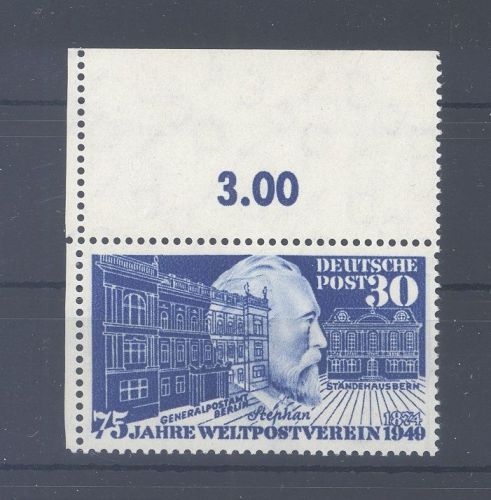 3.00
DEUTSCHE
POST 30
STÄNDEHAUS BERN
GENERALPOSTAMT
BERLIN
Stephan
1874
75 JAHRE WELTPOSTVEREIN 1949